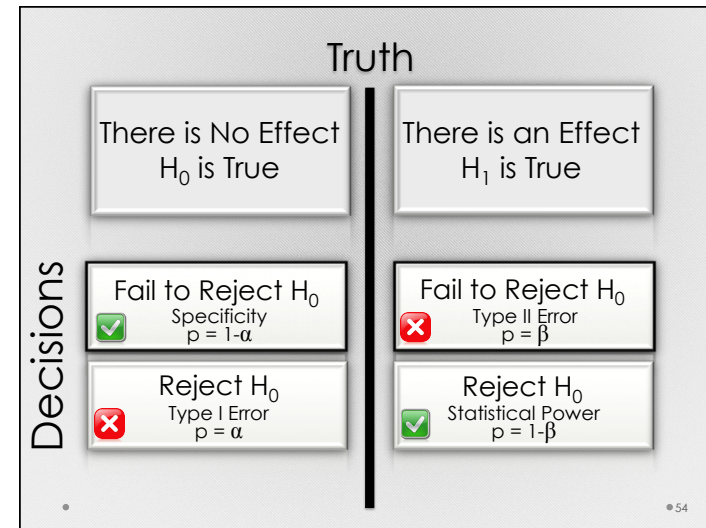 Truth
There is No Effect
H₀ is True
There is an Effect
H₁ is True
Decisions
Fail to Reject H₀
Specificity
p = 1-α
Fail to Reject H₀
Type II Error
p = β
Reject H₀
Type I Error
p = α
Reject H₀
Statistical Power
p = 1-β
54